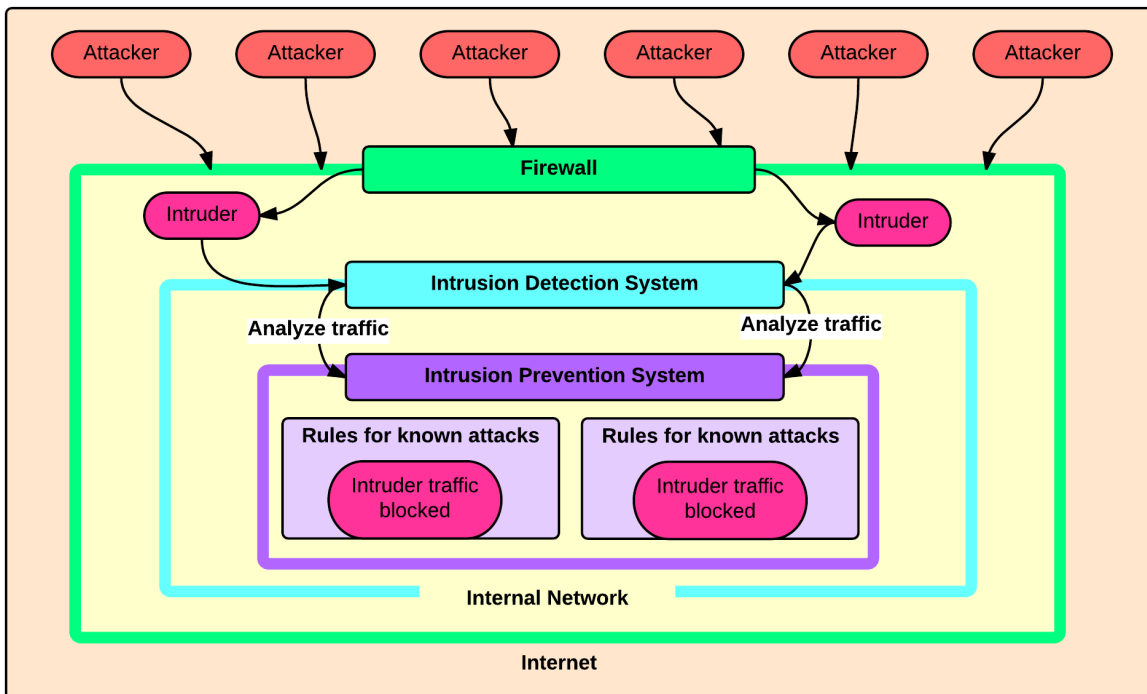 Attacker
Attacker
Attacker
Attacker
Attacker
Attacker
Firewall
Intruder
Intruder
Intrusion Detection System
Analyze traffic
Analyze traffic
Intrusion Prevention System
Rules for known attacks
Intruder traffic
blocked
Rules for known attacks
Intruder traffic
blocked
Internal Network
Internet